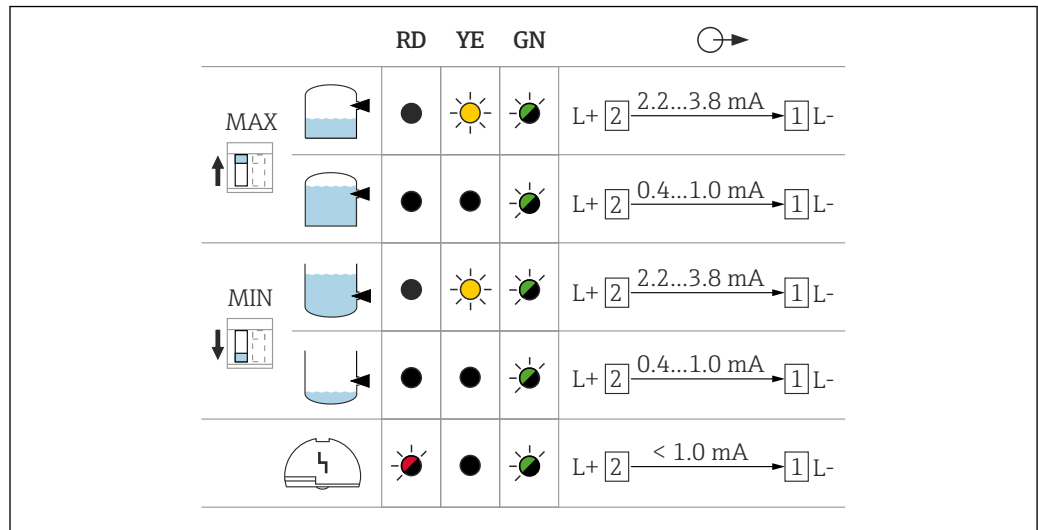 RD YE GN
MAX
L+ 2 2.2...3.8 mA 1 L-
L+ 2 0.4...1.0 mA 1 L-
MIN
L+ 2 2.2...3.8 mA 1 L-
L+ 2 0.4...1.0 mA 1 L-
L+ 2 < 1.0 mA 1 L-